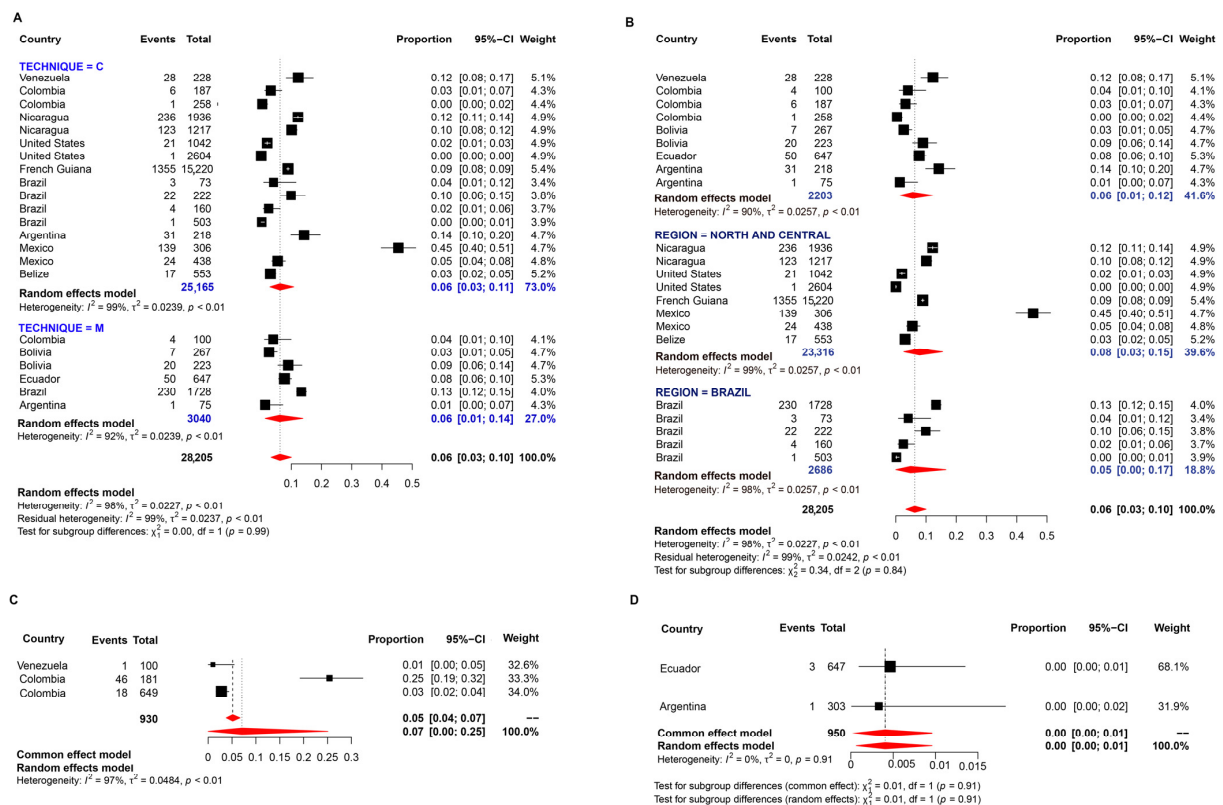 A
Country Events Total Proportion 95%−CI Weight
TECHNIQUE = C
Venezuela 28 228 0.12 [0.08; 0.17] 5.1%
Colombia 6 187 0.03 [0.01; 0.07] 4.3%
Colombia 1 258 0.00 [0.00; 0.02] 4.4%
Nicaragua 236 1936 0.12 [0.11; 0.14] 4.9%
Nicaragua 123 1217 0.10 [0.08; 0.12] 4.9%
United States 21 1042 0.02 [0.01; 0.03] 4.9%
United States 1 2604 0.00 [0.00; 0.00] 4.9%
French Guiana 1355 15,220 0.09 [0.08; 0.09] 4.9%
Brazil 3 73 0.04 [0.01; 0.12] 3.4%
Brazil 22 222 0.10 [0.06; 0.15] 3.8%
Brazil 4 160 0.02 [0.01; 0.06] 3.7%
Brazil 1 503 0.00 [0.00; 0.01] 3.9%
Argentina 31 218 0.14 [0.10; 0.20] 4.7%
Mexico 139 306 0.45 [0.40; 0.51] 4.7%
Mexico 24 438 0.05 [0.04; 0.08] 4.8%
Belize 17 553 0.03 [0.02; 0.05] 5.2%
25,165 0.06 [0.03; 0.11] 73.0%
Random effects model
Heterogeneity: I² = 99%, τ² = 0.0239, p < 0.01
TECHNIQUE = M
Colombia 4 100 0.04 [0.01; 0.10] 4.1%
Bolivia 7 267 0.03 [0.01; 0.05] 4.7%
Bolivia 20 223 0.09 [0.06; 0.14] 4.7%
Ecuador 50 647 0.08 [0.06; 0.10] 5.3%
Brazil 230 1728 0.13 [0.12; 0.15] 4.0%
Argentina 1 75 0.01 [0.00; 0.07] 4.3%
3040 0.06 [0.01; 0.14] 27.0%
Random effects model
Heterogeneity: I² = 92%, τ² = 0.0239, p < 0.01
28,205 0.06 [0.03; 0.10] 100.0%
0.1 0.2 0.3 0.4 0.5
Random effects model
Heterogeneity: I² = 98%, τ² = 0.0227, p < 0.01
Residual heterogeneity: I² = 99%, τ² = 0.0237, p < 0.01
Test for subgroup differences: χ²₁ = 0.00, df = 1 (p = 0.99)
B
Country Events Total Proportion 95%−CI Weight
Venezuela 28 228 0.12 [0.08; 0.17] 5.1%
Colombia 4 100 0.04 [0.01; 0.10] 4.1%
Colombia 6 187 0.03 [0.01; 0.07] 4.3%
Colombia 1 258 0.00 [0.00; 0.02] 4.4%
Bolivia 7 267 0.03 [0.01; 0.05] 4.7%
Bolivia 20 223 0.09 [0.06; 0.14] 4.7%
Ecuador 50 647 0.08 [0.06; 0.10] 5.3%
Argentina 31 218 0.14 [0.10; 0.20] 4.7%
Argentina 1 75 0.01 [0.00; 0.07] 4.3%
Random effects model 2203 0.06 [0.01; 0.12] 41.6%
Heterogeneity: I² = 90%, τ² = 0.0257, p < 0.01
REGION = NORTH AND CENTRAL
Nicaragua 236 1936 0.12 [0.11; 0.14] 4.9%
Nicaragua 123 1217 0.10 [0.08; 0.12] 4.9%
United States 21 1042 0.02 [0.01; 0.03] 4.9%
United States 1 2604 0.00 [0.00; 0.00] 4.9%
French Guiana 1355 15,220 0.09 [0.08; 0.09] 4.9%
Mexico 139 306 0.45 [0.40; 0.51] 4.7%
Mexico 24 438 0.05 [0.04; 0.08] 4.8%
Belize 17 553 0.03 [0.02; 0.05] 5.2%
Random effects model 23,316 0.08 [0.03; 0.15] 39.6%
Heterogeneity: I² = 99%, τ² = 0.0257, p < 0.01
REGION = BRAZIL
Brazil 230 1728 0.13 [0.12; 0.15] 4.0%
Brazil 3 73 0.04 [0.01; 0.12] 3.4%
Brazil 22 222 0.10 [0.06; 0.15] 3.8%
Brazil 4 160 0.02 [0.01; 0.06] 3.7%
Brazil 1 503 0.00 [0.00; 0.01] 3.9%
Random effects model 2686 0.05 [0.00; 0.17] 18.8%
Heterogeneity: I² = 98%, τ² = 0.0257, p < 0.01
28,205 0.06 [0.03; 0.10] 100.0%
Random effects model
Heterogeneity: I² = 98%, τ² = 0.0227, p < 0.01
0 0.1 0.2 0.3 0.4 0.5
Residual heterogeneity: I² = 99%, τ² = 0.0242, p < 0.01
Test for subgroup differences: χ²₂ = 0.34, df = 2 (p = 0.84)
C
Country Events Total Proportion 95%−CI Weight
Venezuela 1 100 0.01 [0.00; 0.05] 32.6%
Colombia 46 181 0.25 [0.19; 0.32] 33.3%
Colombia 18 649 0.03 [0.02; 0.04] 34.0%
930 0.05 [0.04; 0.07] −−
0.07 [0.00; 0.25] 100.0%
Common effect model
Random effects model
0 0.05 0.1 0.15 0.2 0.25 0.3
Heterogeneity: I² = 97%, τ² = 0.0484, p < 0.01
D
Country Events Total Proportion 95%−CI Weight
Ecuador 3 647 0.00 [0.00; 0.01] 68.1%
Argentina 1 303 0.00 [0.00; 0.02] 31.9%
Common effect model 950 0.00 [0.00; 0.01] −−
Random effects model 0.00 [0.00; 0.01] 100.0%
Heterogeneity: I² = 0%, τ² = 0, p = 0.91
0 0.005 0.01 0.015
Test for subgroup differences (common effect): χ²₁ = 0.01, df = 1 (p = 0.91)
Test for subgroup differences (random effects): χ²₁ = 0.01, df = 1 (p = 0.91)